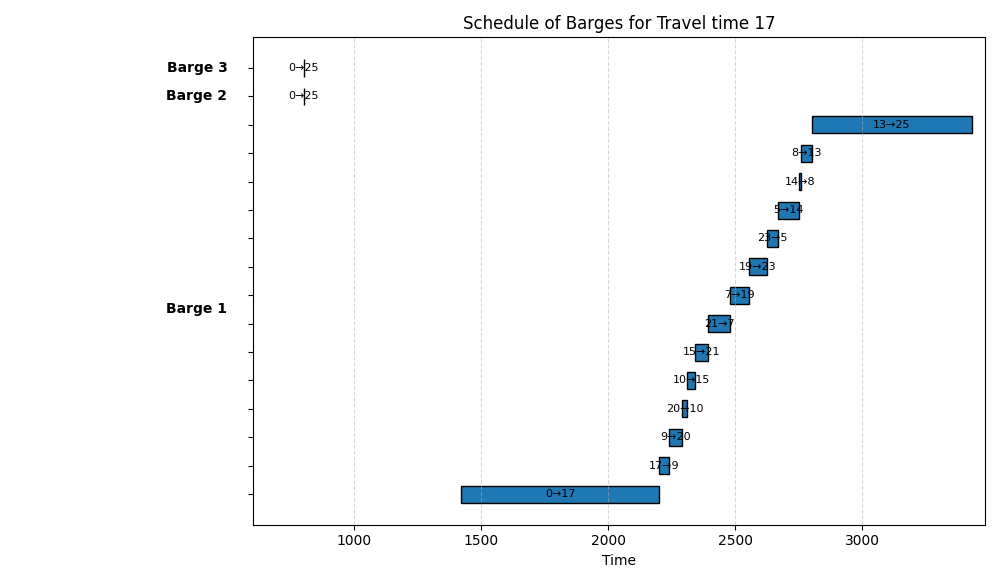 Schedule of Barges for Travel time 17
Barge 3
0→25
Barge 2
0→25
13→25
8→13
14→8
5→14
23→5
19→23
7→19
Barge 1
21→7
15→21
10→15
20→10
9→20
17→9
0→17
1000 1500 2000 2500 3000
Time